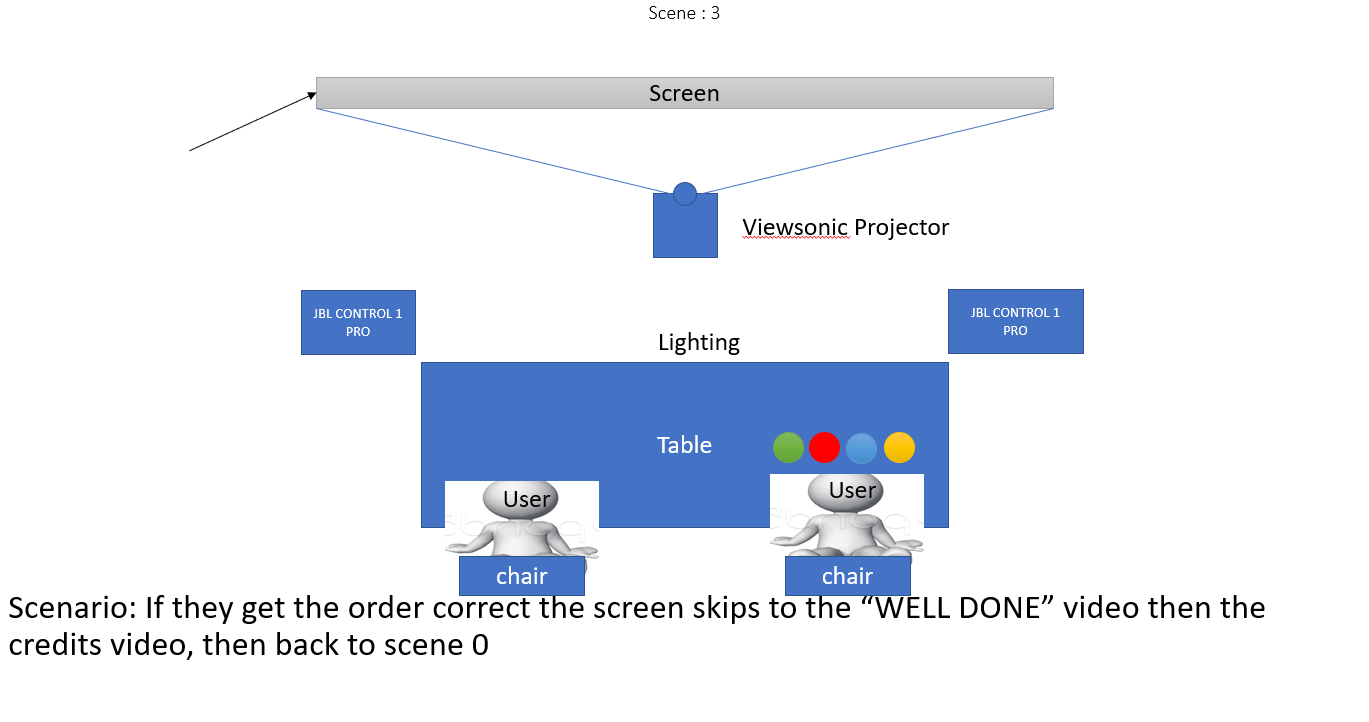 Scene : 3
Screen
Viewsonic Projector
JBL CONTROL 1
PRO
JBL CONTROL 1
PRO
Lighting
Table
User
User
chair
chair
Scenario: If they get the order correct the screen skips to the “WELL DONE” video then the
credits video, then back to scene 0